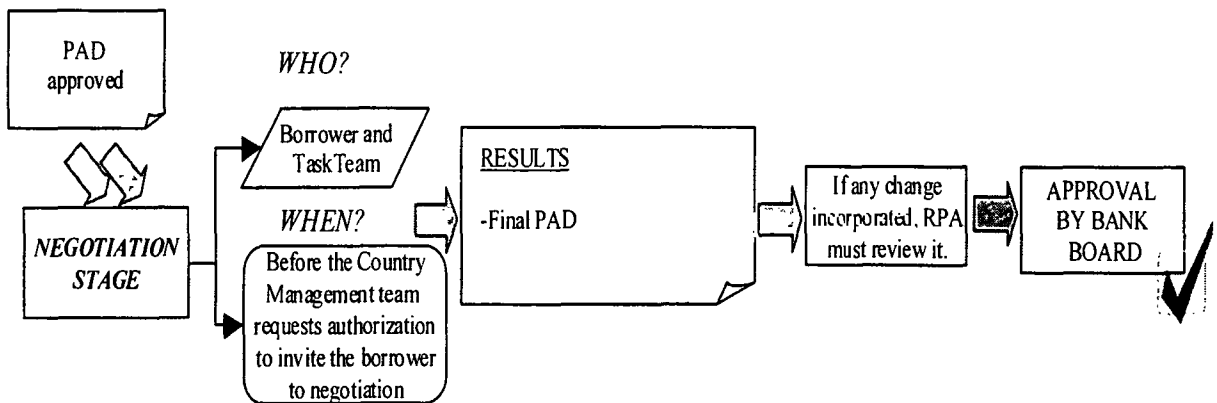 PAD
approved
NEGOTIATION
STAGE
WHO?
Borrower and
TaskTeam
WHEN?
Before the Country
Management team
requests authorization
to invite the borrower
to negotiation
RESULTS
-Final PAD
If any change
incorporated, RPA
must review it.
APPROVAL
BY BANK
BOARD